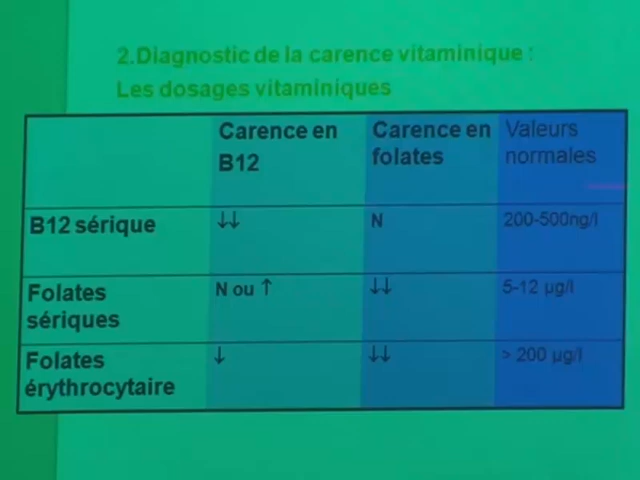 2.Diagnostic de la carence vitaminique :
Les dosages vitaminiques
Carence en
B12
Carence en
folates
Valeurs
normales
B12 sérique
↓↓
N
200-500ng/l
Folates
sériques
N ou ↑
↓↓
5-12 µg/l
Folates
érythrocytaire
↓
↓↓
> 200 µg/l